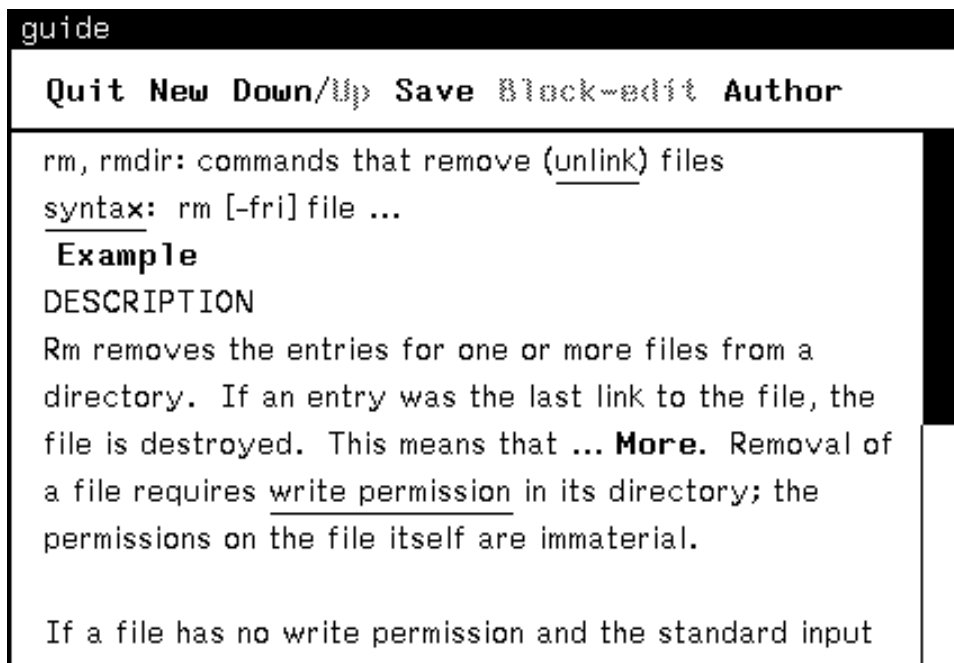 guide
Quit New Down/Up Save Block-edit Author
rm, rmdir: commands that remove (unlink) files
syntax: rm [-fri] file ...
Example
DESCRIPTION
Rm removes the entries for one or more files from a
directory. If an entry was the last link to the file, the
file is destroyed. This means that ... More. Removal of
a file requires write permission in its directory; the
permissions on the file itself are immaterial.
If a file has no write permission and the standard input